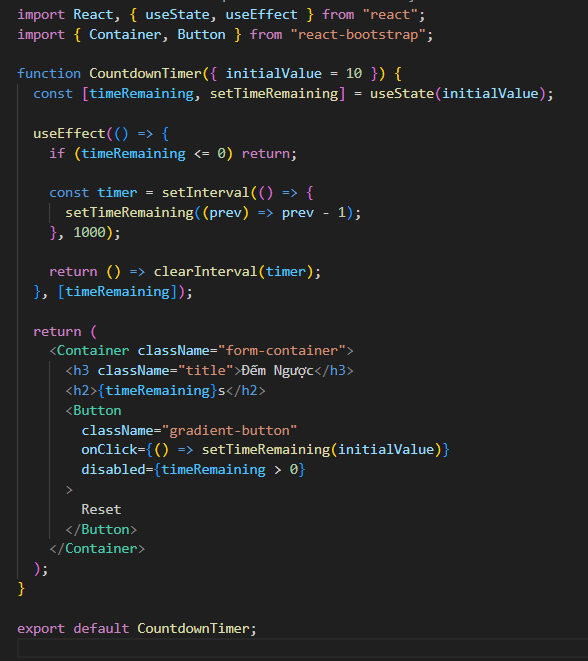 import React, { useState, useEffect } from "react";
import { Container, Button } from "react-bootstrap";
function CountdownTimer({ initialValue = 10 }) {
const [timeRemaining, setTimeRemaining] = useState(initialValue);
useEffect(() => {
if (timeRemaining <= 0) return;
const timer = setInterval(() => {
setTimeRemaining((prev) => prev - 1);
}, 1000);
return () => clearInterval(timer);
}, [timeRemaining]);
return (
<Container className="form-container">
<h3 className="title">Đếm Ngược</h3>
<h2>{timeRemaining}s</h2>
<Button
className="gradient-button"
onClick={() => setTimeRemaining(initialValue)}
disabled={timeRemaining > 0}
>
Reset
</Button>
</Container>
);
}
export default CountdownTimer;